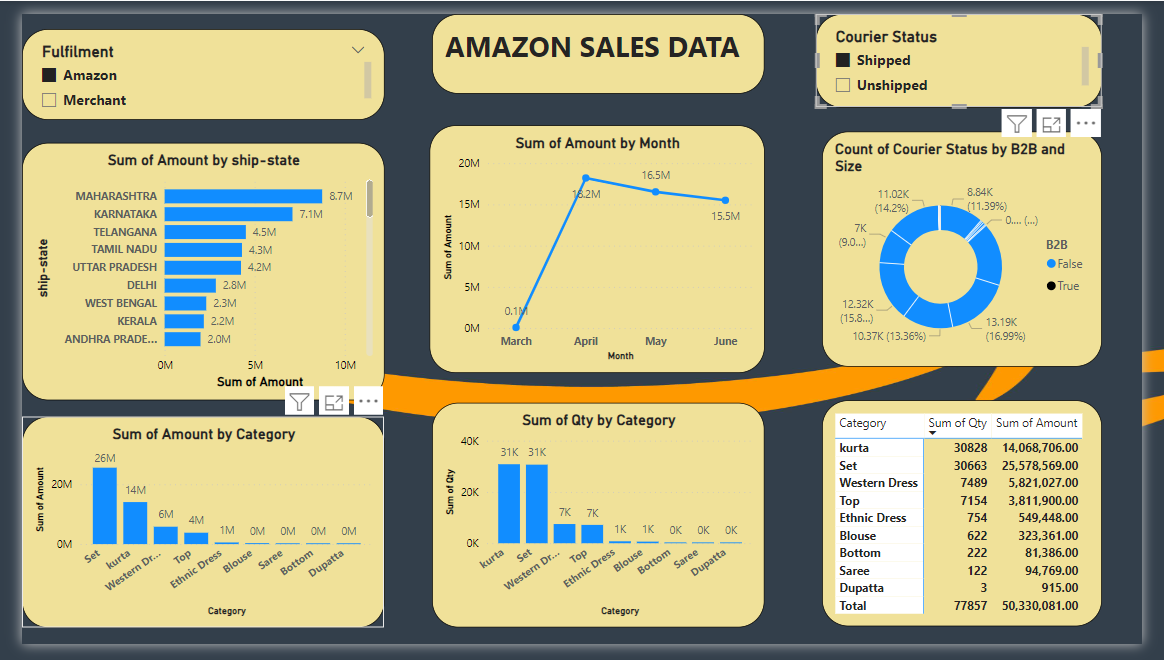 Fulfilment
Amazon
Merchant
AMAZON SALES DATA
Courier Status
Shipped
Unshipped
Sum of Amount by ship-state
ship-state
MAHARASHTRA 8.7M
KARNATAKA 7.1M
TELANGANA 4.5M
TAMIL NADU 4.3M
UTTAR PRADESH 4.2M
DELHI 2.8M
WEST BENGAL 2.3M
KERALA 2.2M
ANDHRA PRADE... 2.0M
0M 5M 10M
Sum of Amount
Sum of Amount by Month
Sum of Amount
20M
15M
10M
5M
0M
0.1M
18.2M
16.5M
15.5M
March April May June
Month
Count of Courier Status by B2B and
Size
11.02K
(14.2%)
8.84K
(11.39%)
0.... (...)
7K
(9.0...)
12.32K
(15.8...)
10.37K (13.36%)
13.19K
(16.99%)
B2B
False
True
Sum of Amount by Category
Sum of Amount
20M
0M
26M 14M 6M 4M 1M 0M 0M 0M 0M
Set kurta Western Dr... Top Ethnic Dress Blouse Saree Bottom Dupatta
Category
Sum of Qty by Category
Sum of Qty
40K
20K
0K
31K 31K 7K 7K 1K 1K 0K 0K 0K
kurta Set Western Dr... Top Ethnic Dress Blouse Bottom Saree Dupatta
Category
Category Sum of Qty Sum of Amount
kurta 30828 14,068,706.00
Set 30663 25,578,569.00
Western Dress 7489 5,821,027.00
Top 7154 3,811,900.00
Ethnic Dress 754 549,448.00
Blouse 622 323,361.00
Bottom 222 81,386.00
Saree 122 94,769.00
Dupatta 3 915.00
Total 77857 50,330,081.00